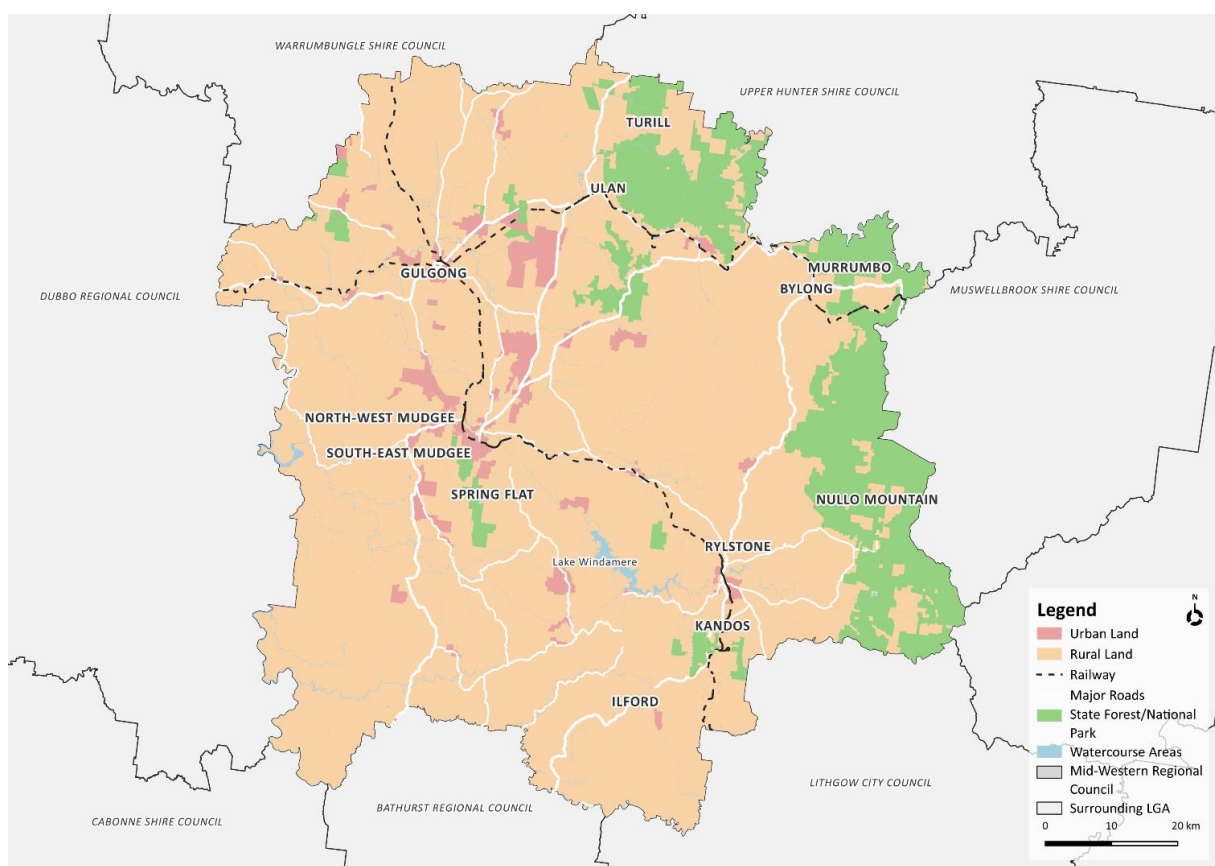 WARRUMBUNGLE SHIRE COUNCIL
UPPER HUNTER SHIRE COUNCIL
TURILL
ULAN
GULGONG
MURRUMBO
BYLONG
DUBBO REGIONAL COUNCIL
MUSWELLBROOK SHIRE COUNCIL
NORTH-WEST MUDGEE
SOUTH-EAST MUDGEE
SPRING FLAT
NULLO MOUNTAIN
RYLSTONE
Lake Windamere
KANDOS
ILFORD
LITHGOW CITY COUNCIL
BATHURST REGIONAL COUNCIL
CABONNE SHIRE COUNCIL
Legend
N
Urban Land
Rural Land
Railway
Major Roads
State Forest/National
Park
Watercourse Areas
Mid-Western Regional
Council
Surrounding LGA
0 10 20 km